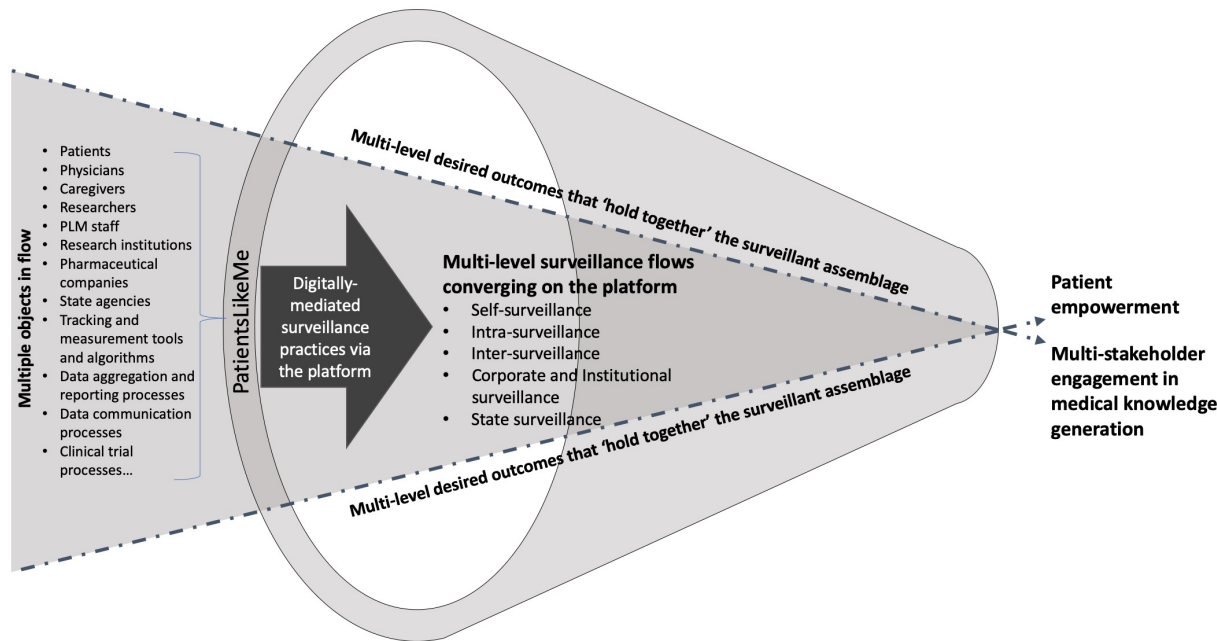 Multiple objects in flow
• Patients
• Physicians
• Caregivers
• Researchers
• PLM staff
• Research institutions
• Pharmaceutical
companies
• State agencies
• Tracking and
measurement tools
and algorithms
• Data aggregation and
reporting processes
• Data communication
processes
• Clinical trial
processes…
PatientsLikeMe
Digitally-
mediated
surveillance
practices via
the platform
Multi-level desired outcomes that ‘hold together’ the surveillant assemblage
Multi-level surveillance flows
converging on the platform
• Self-surveillance
• Intra-surveillance
• Inter-surveillance
• Corporate and Institutional
surveillance
• State surveillance
Multi-level desired outcomes that ‘hold together’ the surveillant assemblage
Patient
empowerment
Multi-stakeholder
engagement in
medical knowledge
generation